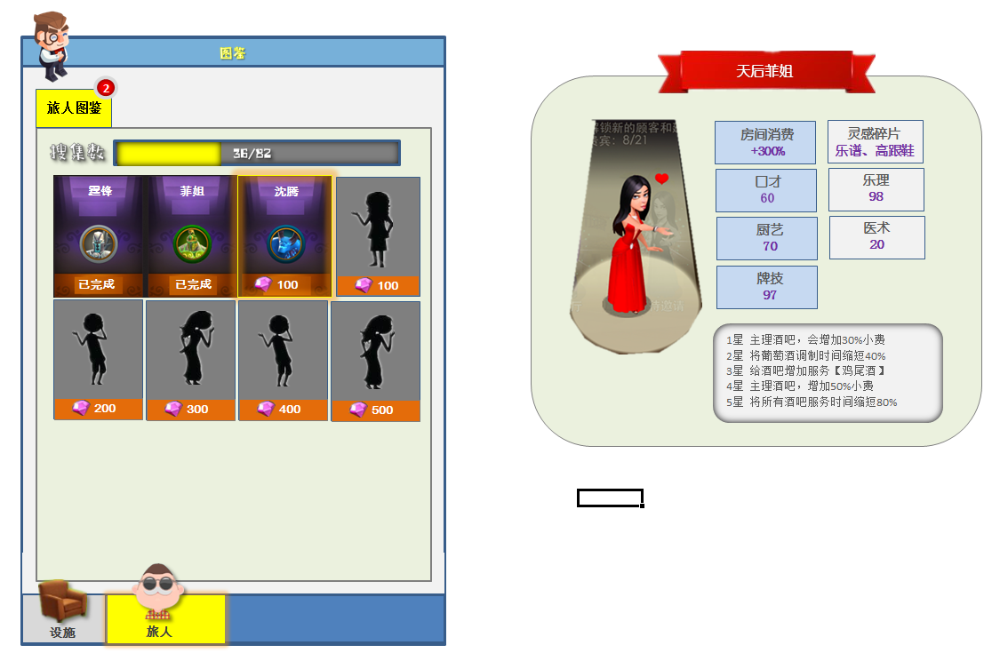 图鉴
旅人图鉴
2
搜集数
36/82
霆锋
菲姐
沈腾
已完成
已完成
100
100
200
300
400
500
设施
旅人
天后菲姐
解锁新的顾客和
贵宾: 8/21
房间消费
+300%
灵感碎片
乐谱、高跟鞋
口才
60
乐理
98
厨艺
70
医术
20
牌技
97
1星 主理酒吧，会增加30%小费
2星 将葡萄酒调制时间缩短40%
3星 给酒吧增加服务【鸡尾酒】
4星 主理酒吧，增加50%小费
5星 将所有酒吧服务时间缩短80%